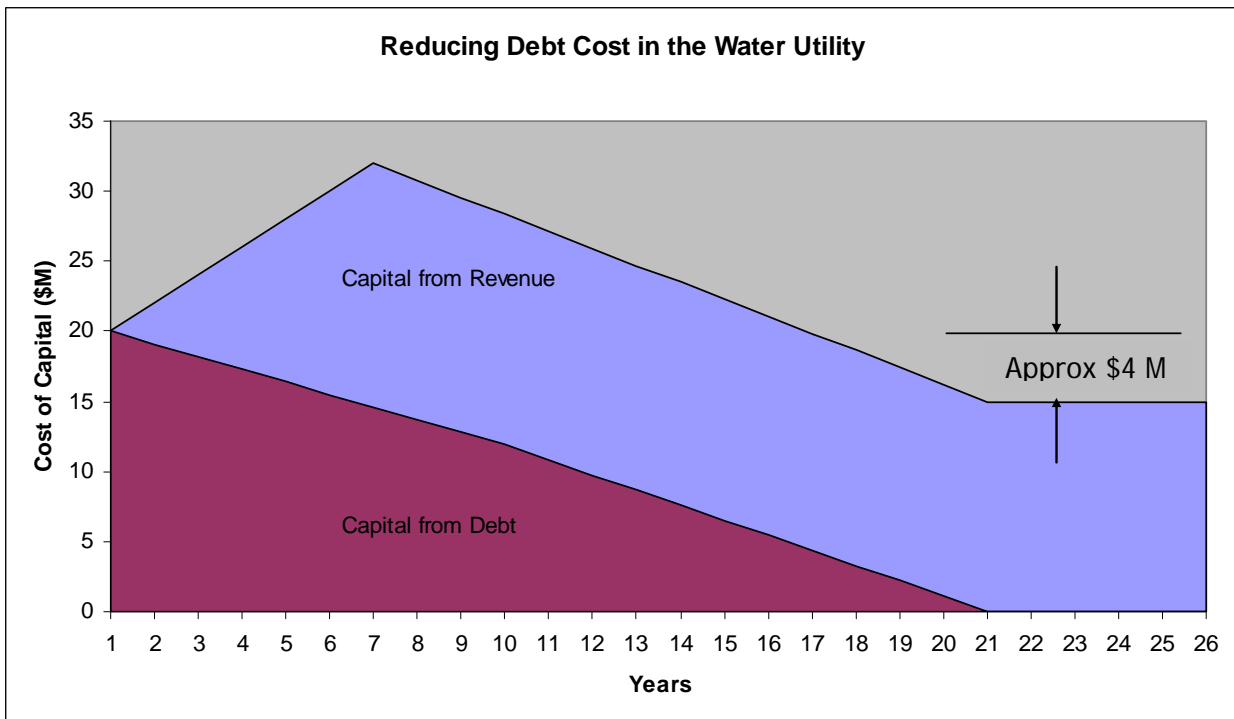 Reducing Debt Cost in the Water Utility
35
30
25
20
15
10
5
0
Cost of Capital ($M)
Capital from Revenue
Approx $4 M
Capital from Debt
1 2 3 4 5 6 7 8 9 10 11 12 13 14 15 16 17 18 19 20 21 22 23 24 25 26
Years